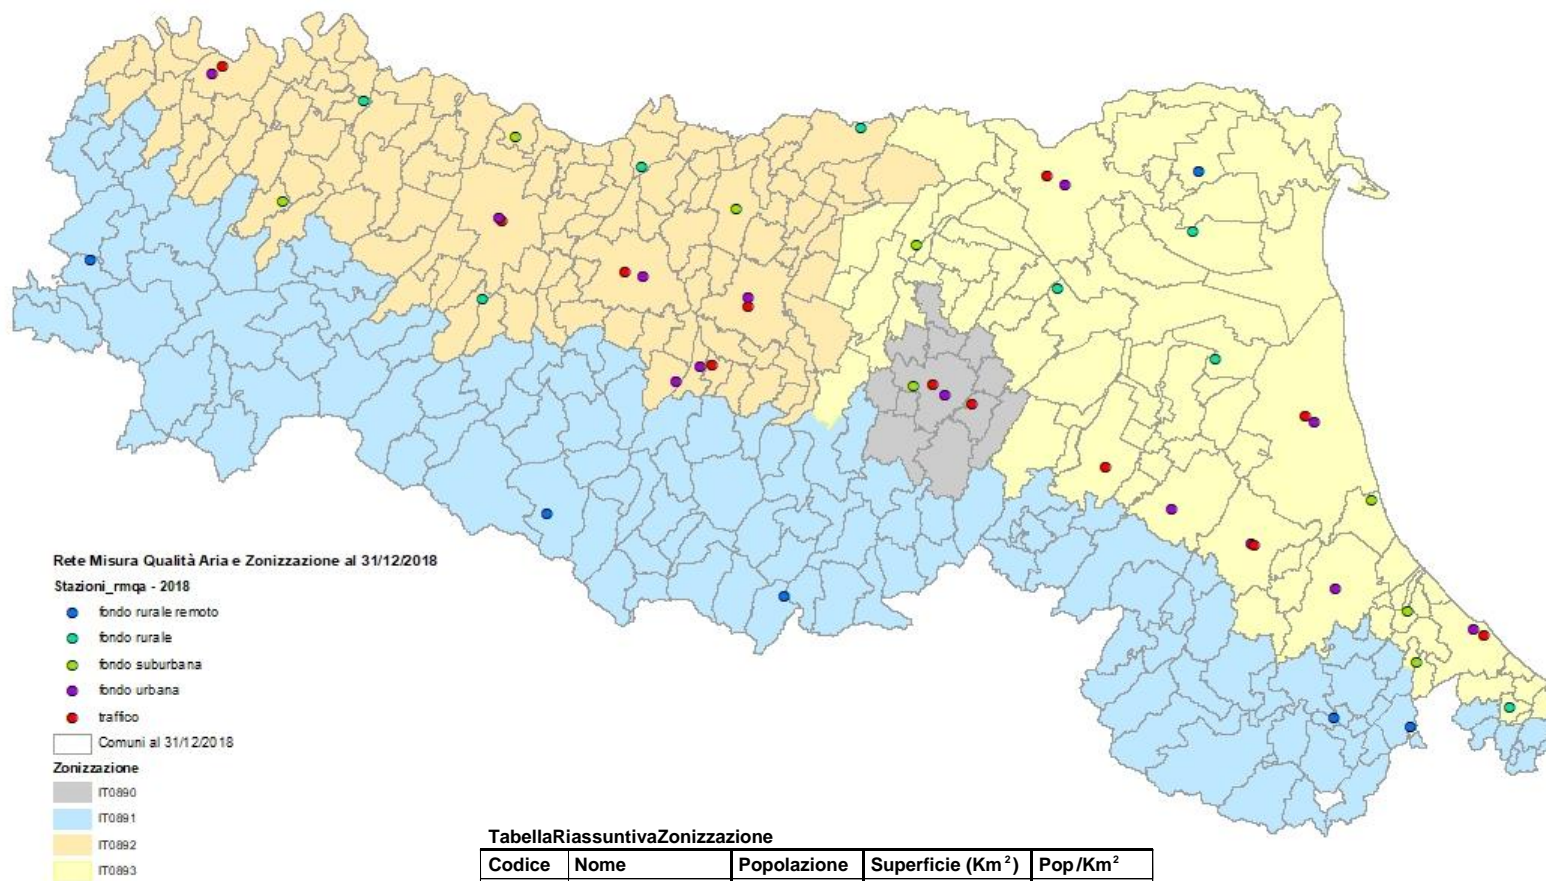 Rete Misura Qualità Aria e Zonizzazione al 31/12/2018
Stazioni_rmqa - 2018
fondo rurale remoto
fondo rurale
fondo suburbana
fondo urbana
traffico
Comuni al 31/12/2018
Zonizzazione
IT0890
IT0891
IT0892
IT0893
TabellaRiassuntivaZonizzazione
Codice Nome Popolazione Superficie (Km²) Pop/Km²